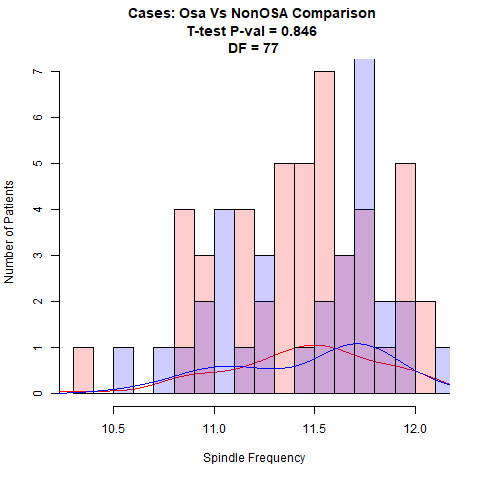 Cases: Osa Vs NonOSA Comparison
T-test P-val = 0.846
DF = 77
7
6
5
4
3
2
1
0
Number of Patients
10.5 11.0 11.5 12.0
Spindle Frequency